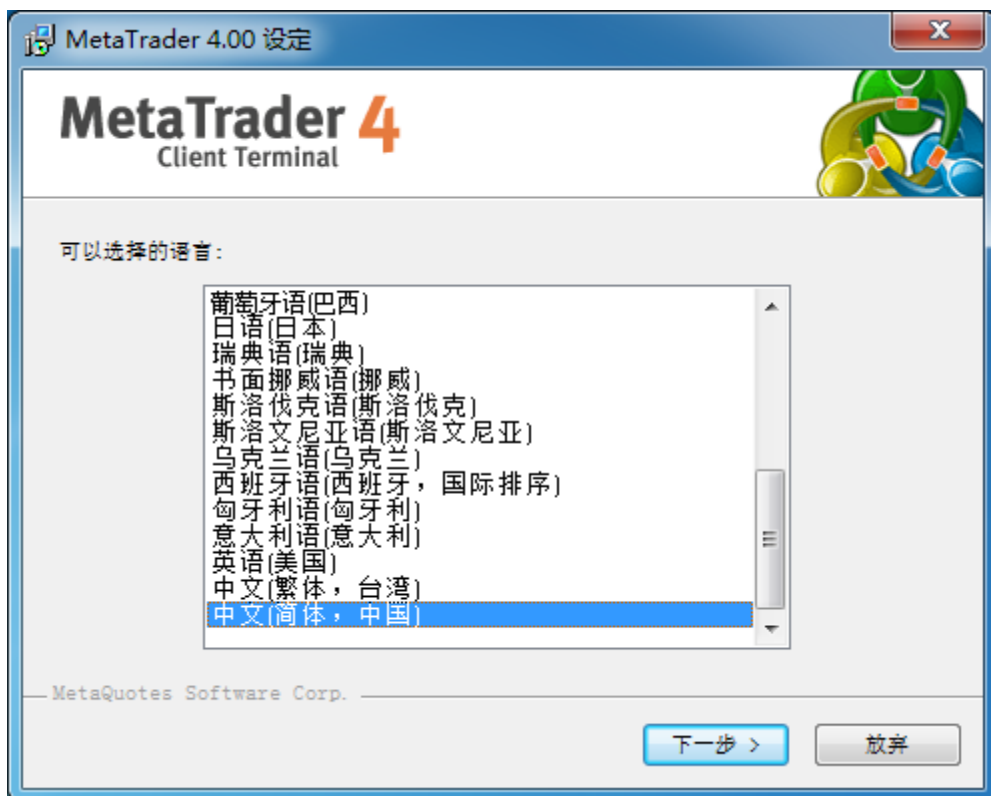 MetaTrader 4.00 设定
MetaTrader 4
Client Terminal
可以选择的语言:
葡萄牙语(巴西)
日语(日本)
瑞典语(瑞典)
书面挪威语(挪威)
斯洛伐克语(斯洛伐克)
斯洛文尼亚语(斯洛文尼亚)
乌克兰语(乌克兰)
西班牙语(西班牙，国际排序)
匈牙利语(匈牙利)
意大利语(意大利)
英语(美国)
中文(繁体，台湾)
中文(简体，中国)
MetaQuotes Software Corp.
下一步 >
放弃